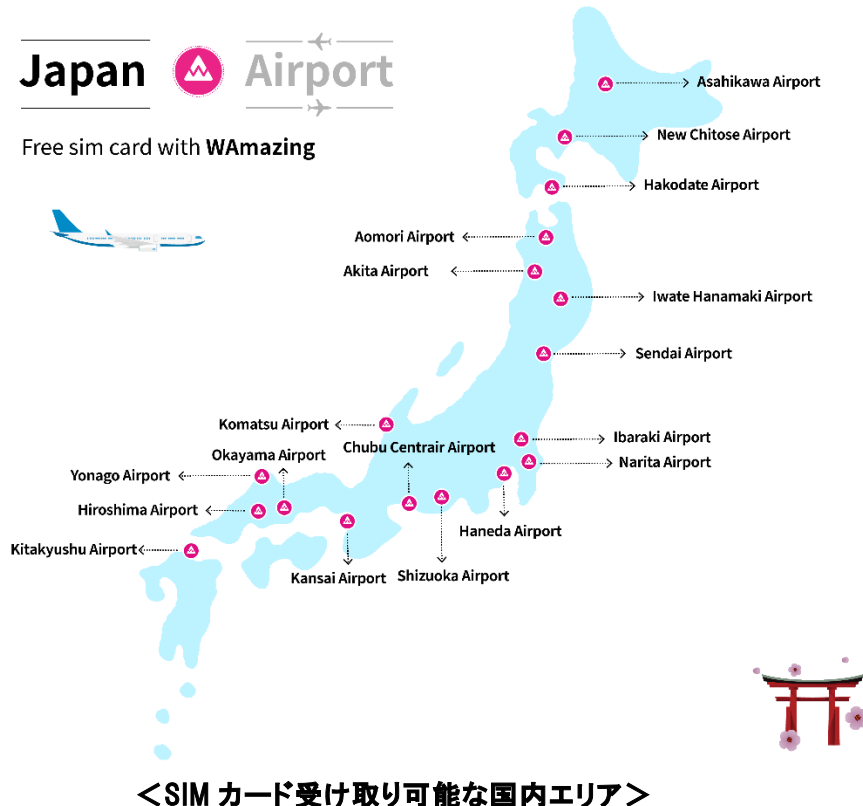 Japan Airport
Free sim card with WAmazing
Asahikawa Airport
New Chitose Airport
Hakodate Airport
Aomori Airport
Akita Airport
Iwate Hanamaki Airport
Sendai Airport
Komatsu Airport
Ibaraki Airport
Chubu Centrair Airport
Okayama Airport
Narita Airport
Yonago Airport
Hiroshima Airport
Haneda Airport
Kitakyushu Airport
Kansai Airport
Shizuoka Airport
＜SIM カード受け取り可能な国内エリア＞